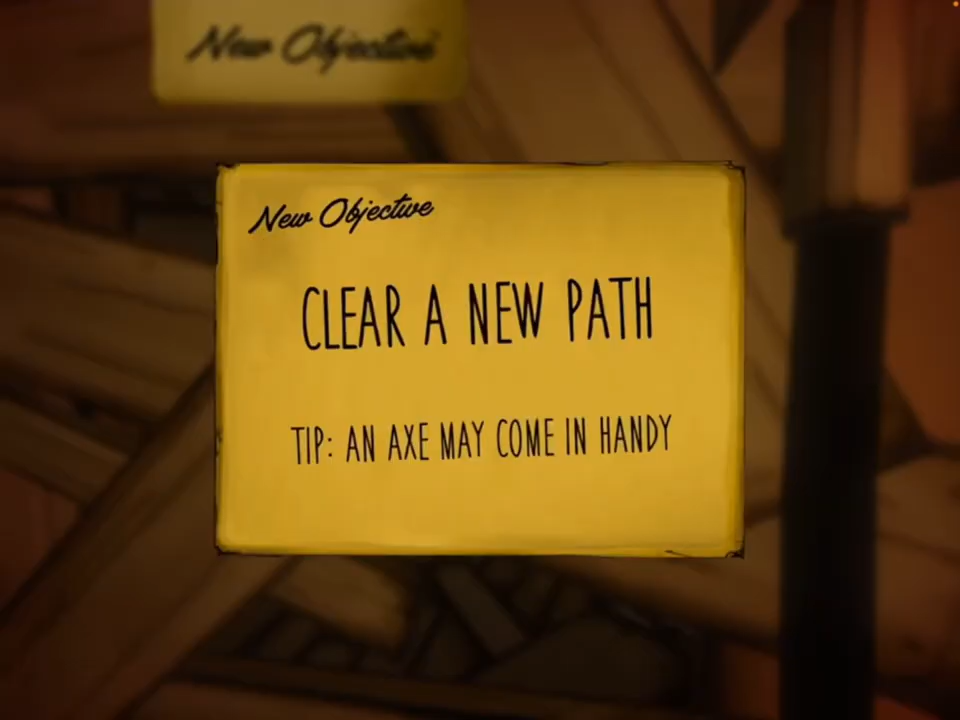 New Objective
New Objective
CLEAR A NEW PATH
TIP: AN AXE MAY COME IN HANDY